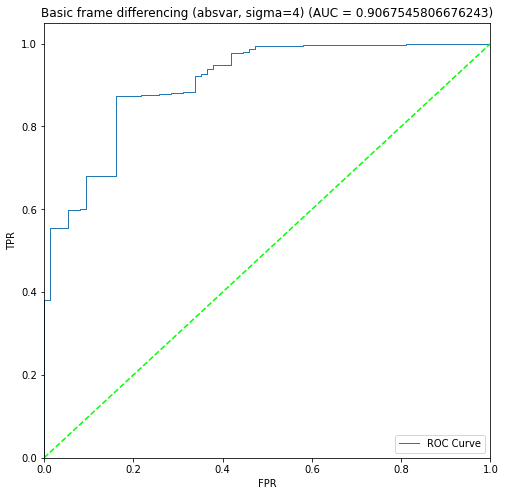 Basic frame differencing (absvar, sigma=4) (AUC = 0.9067545806676243)
1.0
0.8
0.6
TPR
0.4
0.2
0.0
ROC Curve
0.0 0.2 0.4 0.6 0.8 1.0
FPR